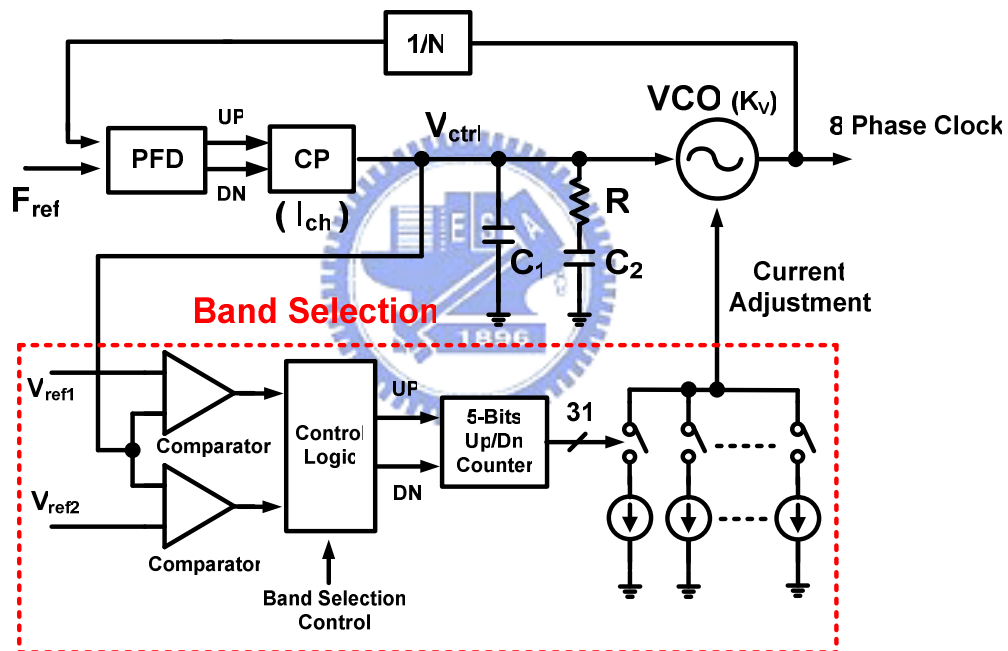 1/N
VCO (KV)
8 Phase Clock
UP
Vctrl
PFD
CP
DN
Fref
(Ich)
R
C1
C2
E S A
Current
Adjustment
Band Selection
1896
Vref1
UP
31
Comparator
Control
Logic
5-Bits
Up/Dn
Counter
Vref2
DN
Comparator
Band Selection
Control